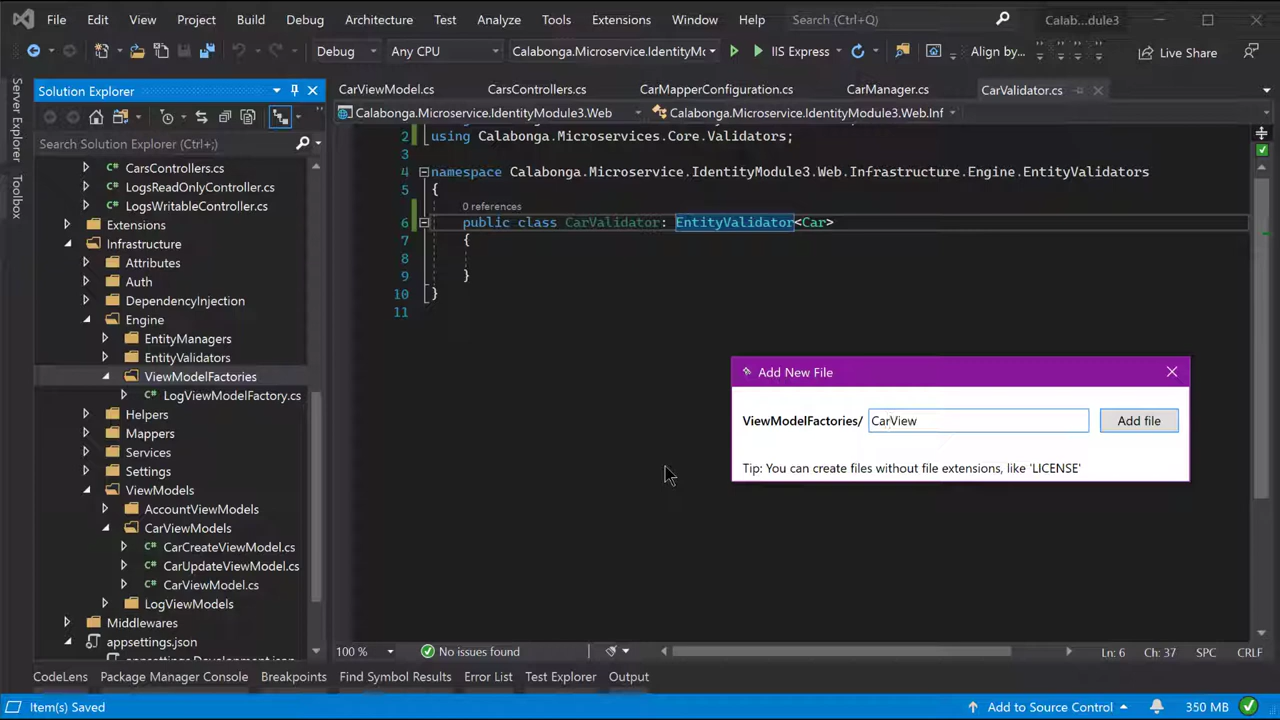 File Edit View Project Build Debug Architecture Test Analyze Tools Extensions Window Help Search (Ctrl+Q) Calab...dule3
Debug Any CPU Calabonga.Microservice.IdentityMc IIS Express Align by... Live Share
Server Explorer
Toolbox
Solution Explorer
Search Solution Explorer (Ctrl+;)
CarsControllers.cs
LogsReadOnlyController.cs
LogsWritableController.cs
Extensions
Infrastructure
Attributes
Auth
DependencyInjection
Engine
EntityManagers
EntityValidators
ViewModelFactories
LogViewModelFactory.cs
Helpers
Mappers
Services
Settings
ViewModels
AccountViewModels
CarViewModels
CarCreateViewModel.cs
CarUpdateViewModel.cs
CarViewModel.cs
LogViewModels
Middlewares
appsettings.json
appsettings.Development.json
CarViewModel.cs CarsControllers.cs CarMapperConfiguration.cs CarManager.cs CarValidator.cs
Calabonga.Microservice.IdentityModule3.Web Calabonga.Microservice.IdentityModule3.Web.Inf
2 using Calabonga.Microservices.Core.Validators;
3
4 namespace Calabonga.Microservice.IdentityModule3.Web.Infrastructure.Engine.EntityValidators
5 {
0 references
6 public class CarValidator: EntityValidator<Car>
7 {
8
9 }
10 }
11
Add New File
ViewModelFactories/ CarView Add file
Tip: You can create files without file extensions, like 'LICENSE'
100 % No issues found Ln: 6 Ch: 37 SPC CRLF
CodeLens Package Manager Console Breakpoints Find Symbol Results Error List Test Explorer Output
Item(s) Saved Add to Source Control 350 MB